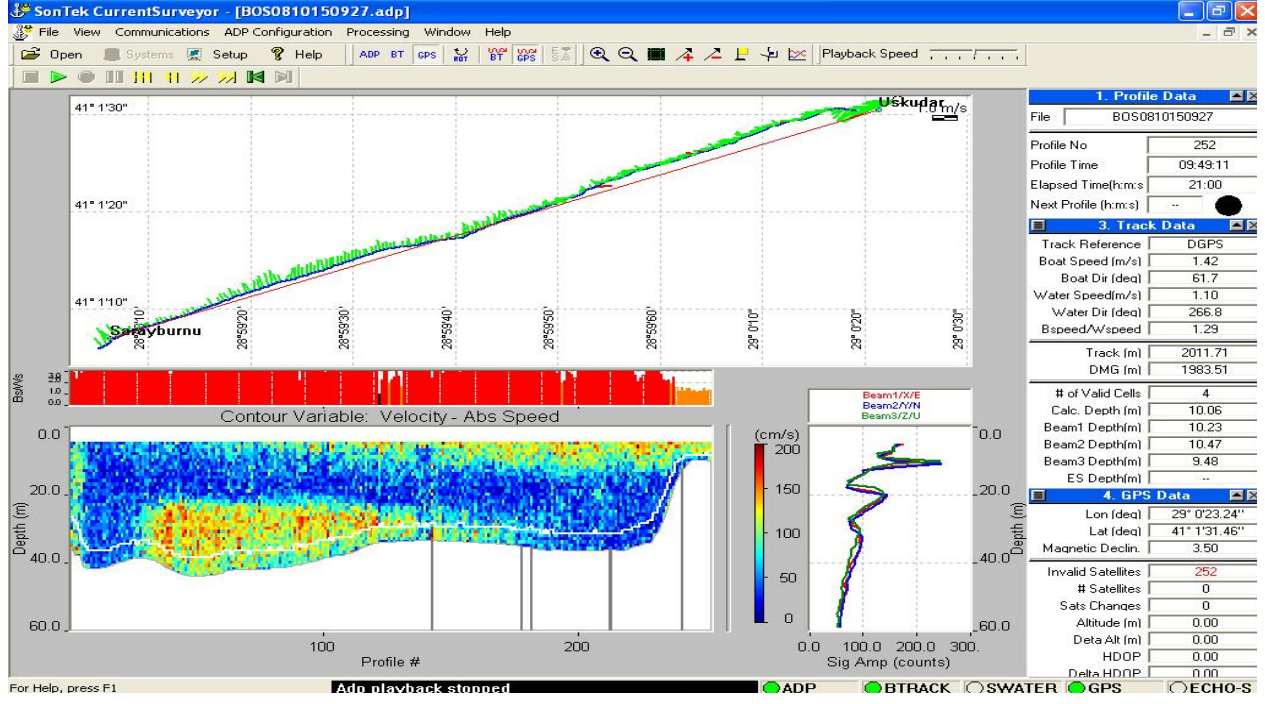 SonTek CurrentSurveyor - [BOS0810150927.adp]
File View Communications ADP Configuration Processing Window Help
Open Systems Setup Help ADP BT GPS BT GPS Playback Speed
1. Profile Data
File BOS0810150927
Profile No 252
Profile Time 09:49:11
Elapsed Time(h:m:s 21:00
Next Profile (h:m:s) --
3. Track Data
Track Reference DGPS
Boat Speed (m/s) 1.42
Boat Dir (deg) 61.7
Water Speed(m/s) 1.10
Water Dir (deg) 266.8
Bspeed/Wspeed 1.29
Track (m) 2011.71
DMG (m) 1983.51
# of Valid Cells 4
Calc. Depth (m) 10.06
Beam1 Depth(m) 10.23
Beam2 Depth(m) 10.47
Beam3 Depth(m) 9.48
ES Depth(m) --
4. GPS Data
Lon (deg) 29° 0'23.24"
Lat (deg) 41° 1'31.46"
Magnetic Declin. 3.50
Invalid Satellites 252
# Satellites 0
Sats Changes 0
Altitude (m) 0.00
Deta Alt (m) 0.00
HDOP 0.00
Delta HDOP 0.00
41° 1'30"
Uskudar
1.0 m/s
41° 1'20"
41° 1'10"
Sarayburnu
28°59'10" 28°59'20" 28°59'30" 28°59'40" 28°59'50" 28°59'60" 29° 0'10" 29° 0'20" 29° 0'30"
Bs/Ws
1.0
0.0
Contour Variable: Velocity - Abs Speed
Depth (m)
0.0
20.0
40.0
60.0
100 200
Profile #
(cm/s)
200
150
100
50
0
Beam1/X/E
Beam2/Y/N
Beam3/Z/U
0.0
20.0
40.0
60.0
Depth (m)
0.0 100.0 200.0 300.
Sig Amp (counts)
For Help, press F1 Adp playback stopped ADP BTRACK SWATER GPS ECHO-S